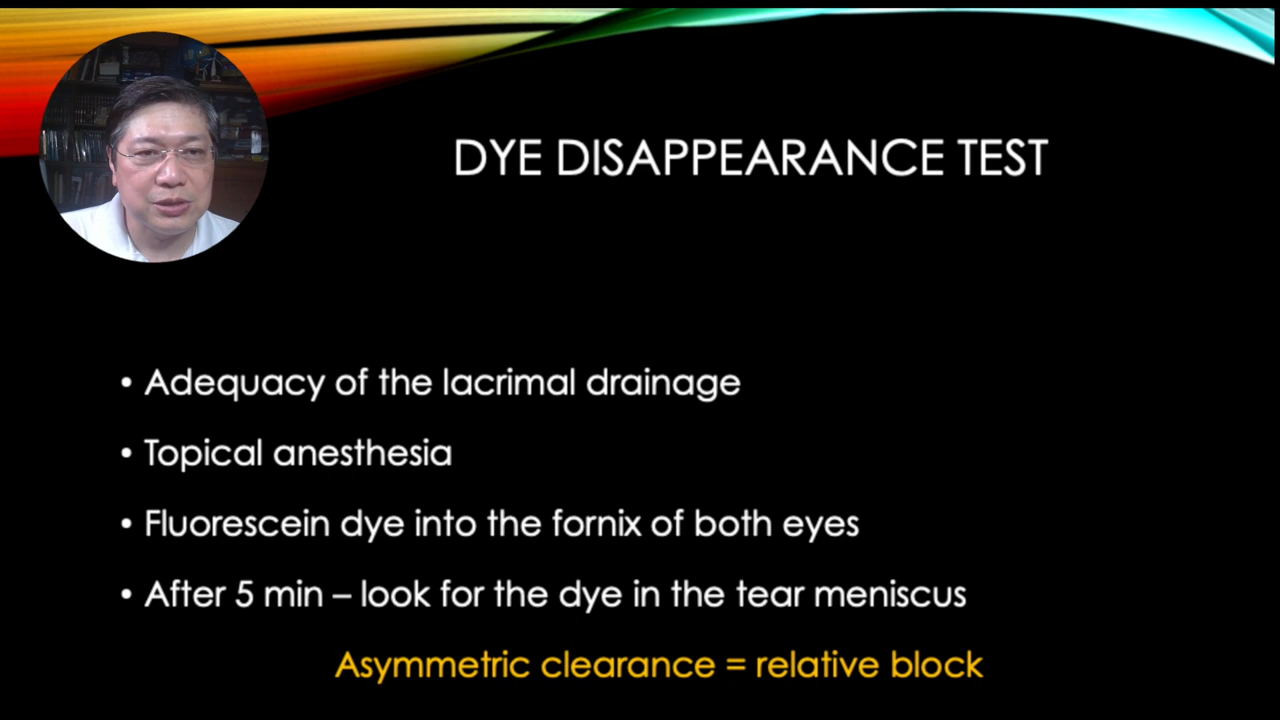 DYE DISAPPEARANCE TEST
• Adequacy of the lacrimal drainage
• Topical anesthesia
• Fluorescein dye into the fornix of both eyes
• After 5 min – look for the dye in the tear meniscus
Asymmetric clearance = relative block